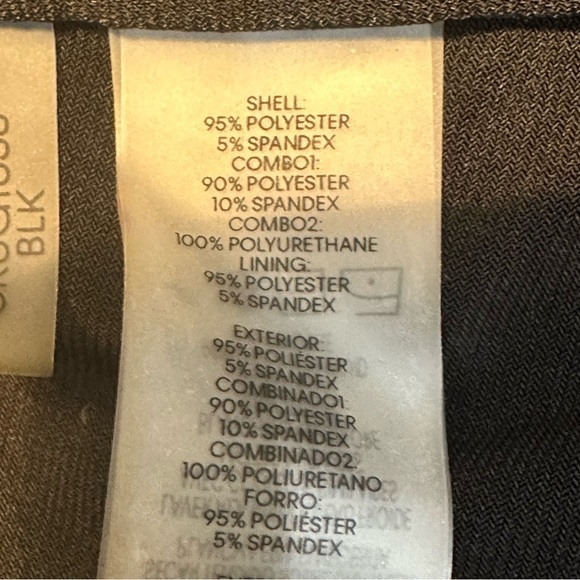 SHELL:
95% POLYESTER
5% SPANDEX
COMBO1:
90% POLYESTER
10% SPANDEX
COMBO2:
100% POLYURETHANE
LINING:
95% POLYESTER
5% SPANDEX
EXTERIOR:
95% POLIÉSTER
5% SPANDEX
COMBINADO1:
90% POLYESTER
10% SPANDEX
COMBINADO2:
100% POLIURETANO
FORRO:
95% POLIÉSTER
5% SPANDEX
BLK